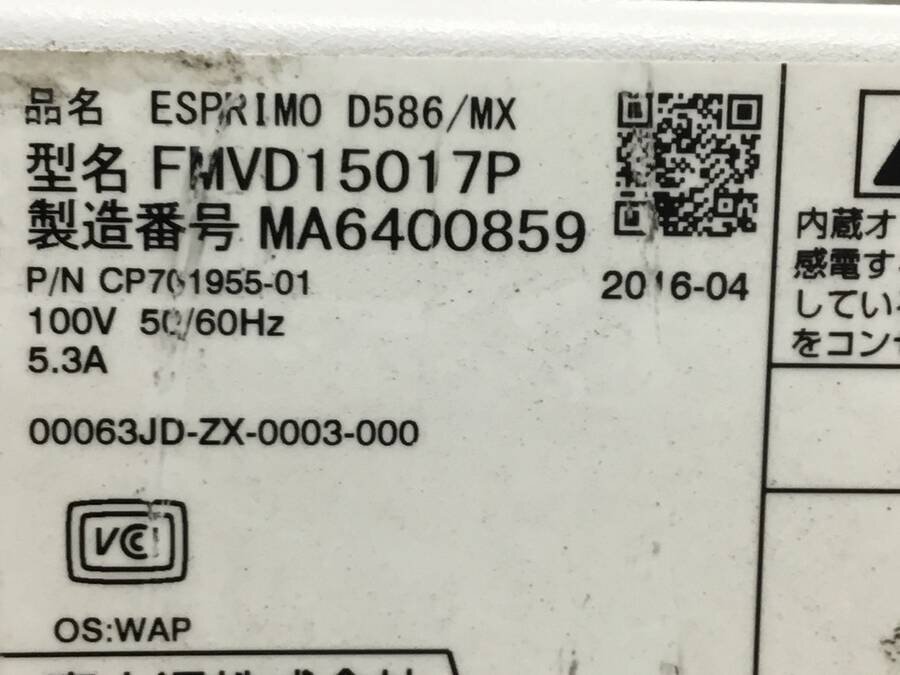 品名 ESPRIMO D586/MX
型名 FMVD15017P
製造番号 MA6400859
P/N CP701955-01
2016-04
100V 50/60Hz
5.3A
00063JD-ZX-0003-000
VCI
OS:WAP
内蔵オ
感電す
してい
をコン